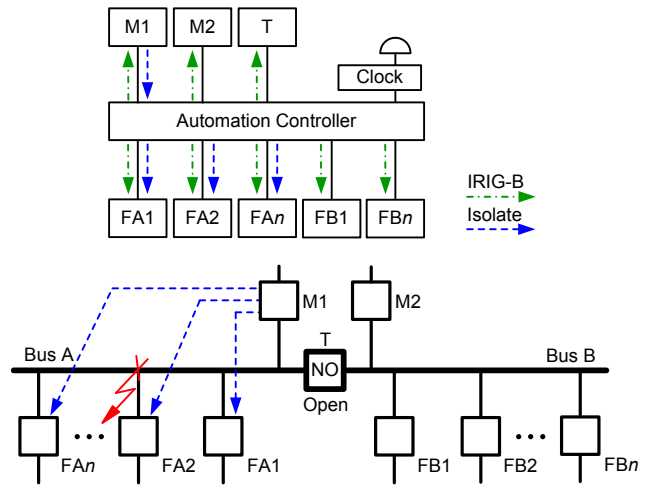 M1 M2 T
Clock
Automation Controller
FA1 FA2 FAn FB1 FBn
IRIG-B
Isolate
M1 M2
T
Bus A NO Bus B
Open
••• •••
FAn FA2 FA1 FB1 FB2 FBn